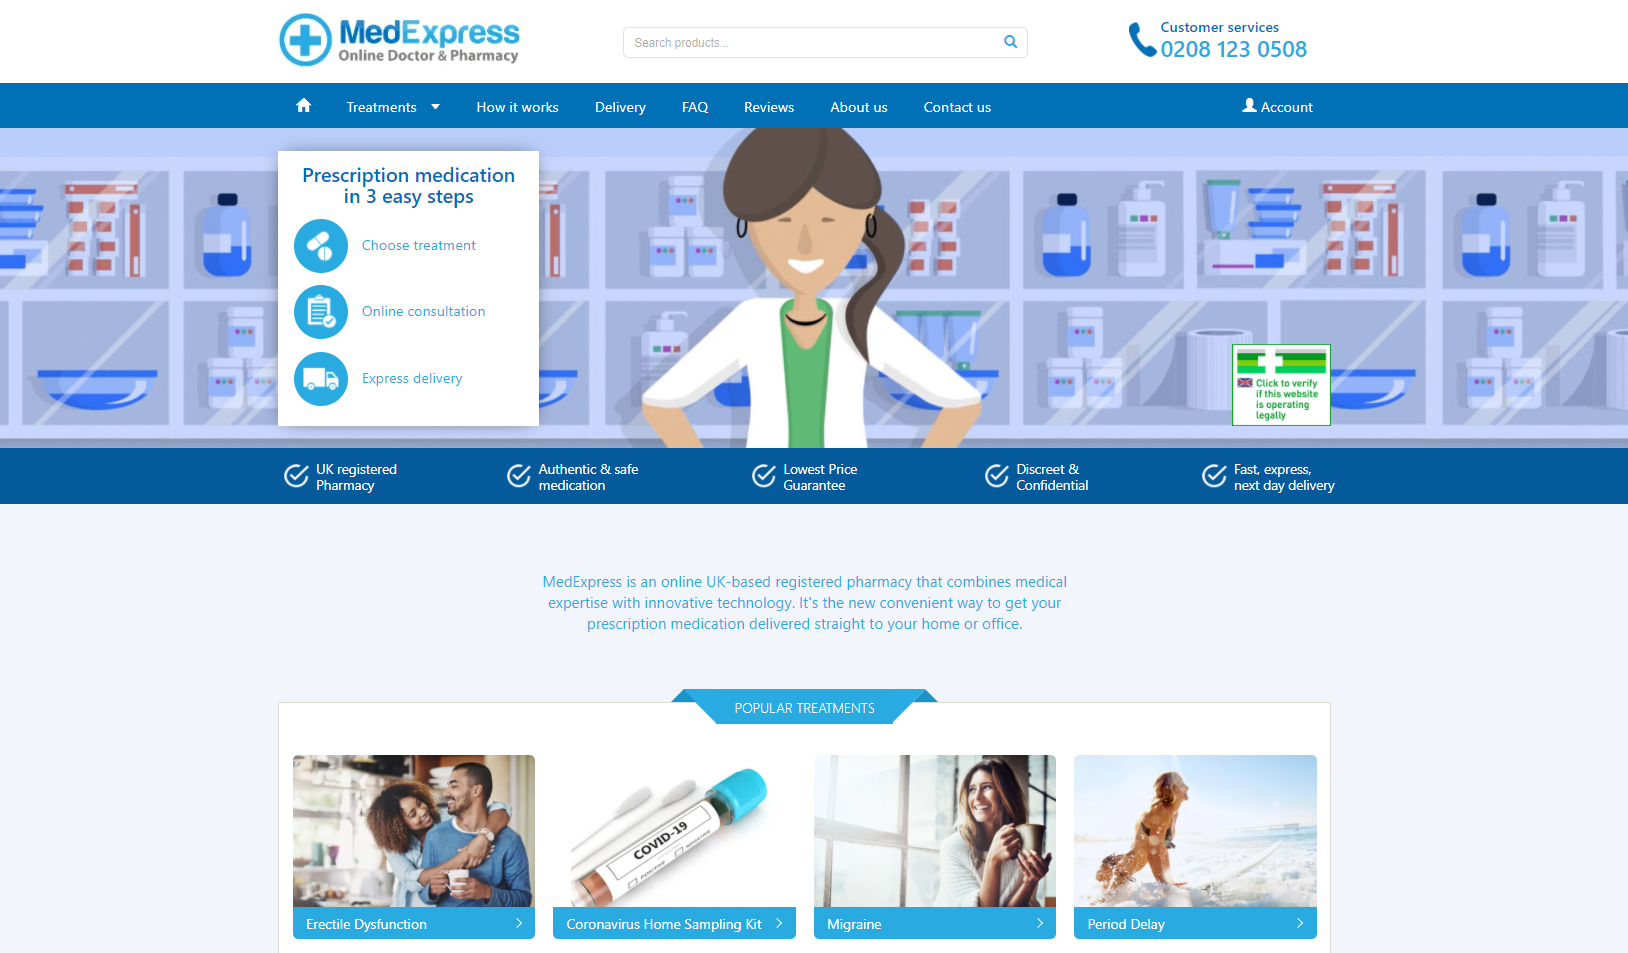 MedExpress
Online Doctor & Pharmacy
Search products...
Customer services
0208 123 0508
Treatments
How it works
Delivery
FAQ
Reviews
About us
Contact us
Account
Prescription medication
in 3 easy steps
Choose treatment
Online consultation
Express delivery
Click to verify
if this website
is operating
legally
UK registered
Pharmacy
Authentic & safe
medication
Lowest Price
Guarantee
Discreet &
Confidential
Fast, express,
next day delivery
MedExpress is an online UK-based registered pharmacy that combines medical
expertise with innovative technology. It's the new convenient way to get your
prescription medication delivered straight to your home or office.
POPULAR TREATMENTS
COVID-19
POSITIVE
NEGATIVE
Erectile Dysfunction
Coronavirus Home Sampling Kit
Migraine
Period Delay